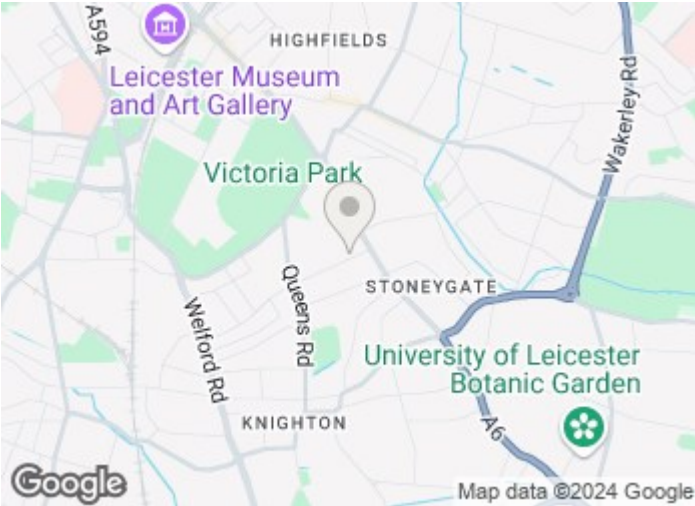 A594
HIGHFIELDS
Leicester Museum
and Art Gallery
Wakerley Rd
Victoria Park
STONEYGATE
Queens Rd
Welford Rd
University of Leicester
Botanic Garden
KNIGHTON
A6
Google
Map data ©2024 Google